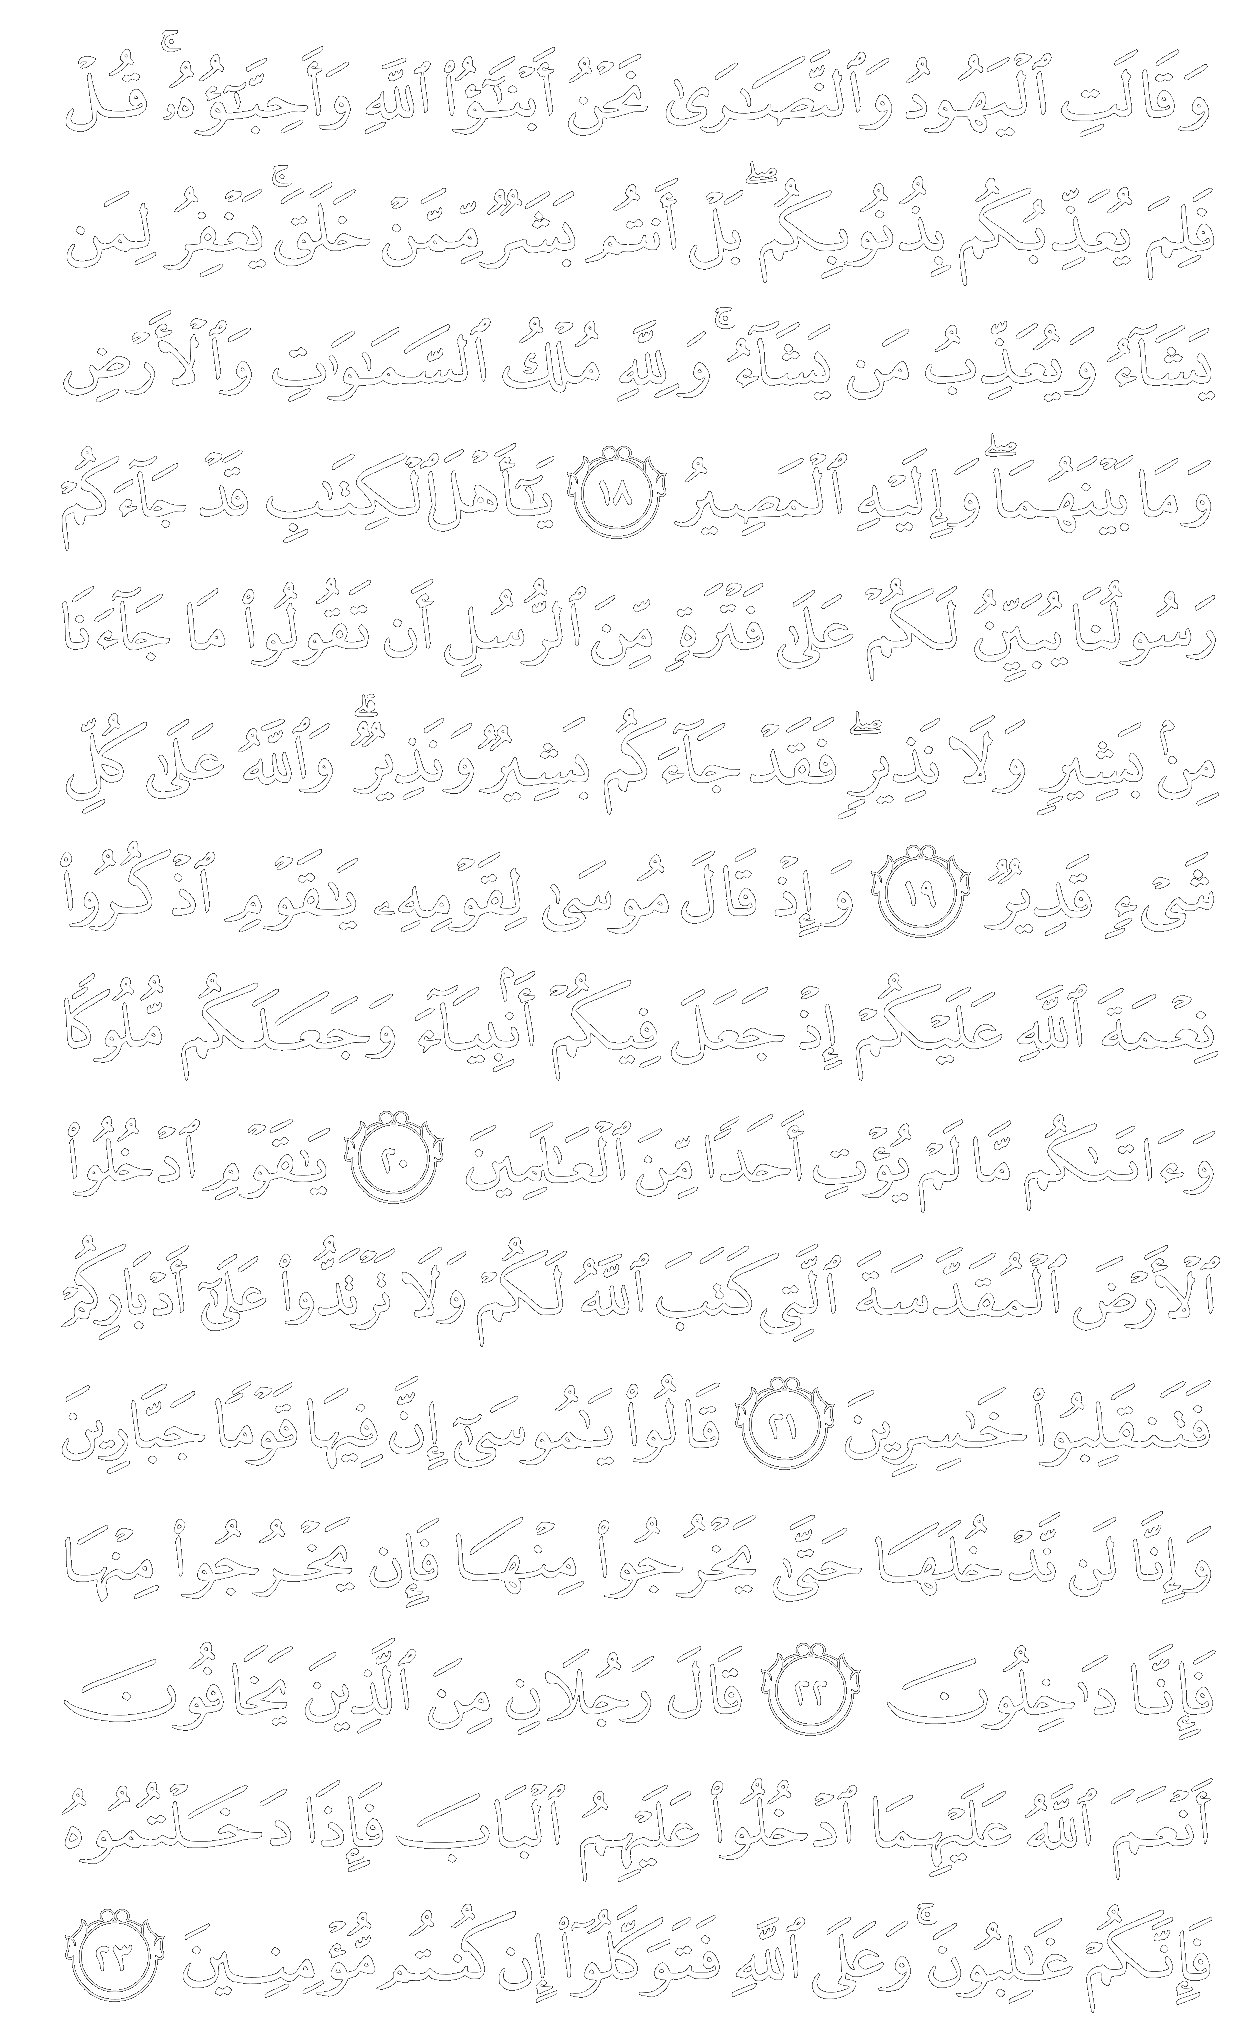 وَقَالَتِ ٱلْيَهُودُ وَٱلنَّصَـٰرَىٰ نَحْنُ أَبْنَـٰٓؤُا۟ ٱللَّهِ وَأَحِبَّـٰٓؤُهُۥ ۚ قُلْ
فَلِمَ يُعَذِّبُكُم بِذُنُوبِكُم ۖ بَلْ أَنتُم بَشَرٌ مِّمَّنْ خَلَقَ ۚ يَغْفِرُ لِمَن
يَشَآءُ وَيُعَذِّبُ مَن يَشَآءُ ۚ وَلِلَّهِ مُلْكُ ٱلسَّمَـٰوَٰتِ وَٱلْأَرْضِ
وَمَا بَيْنَهُمَا ۖ وَإِلَيْهِ ٱلْمَصِيرُ ١٨ يَـٰٓأَهْلَ ٱلْكِتَـٰبِ قَدْ جَآءَكُمْ
رَسُولُنَا يُبَيِّنُ لَكُمْ عَلَىٰ فَتْرَةٍ مِّنَ ٱلرُّسُلِ أَن تَقُولُوا۟ مَا جَآءَنَا
مِنۢ بَشِيرٍ وَلَا نَذِيرٍ ۖ فَقَدْ جَآءَكُم بَشِيرٌ وَنَذِيرٌ ۗ وَٱللَّهُ عَلَىٰ كُلِّ
شَىْءٍ قَدِيرٌ ١٩ وَإِذْ قَالَ مُوسَىٰ لِقَوْمِهِۦ يَـٰقَوْمِ ٱذْكُرُوا۟
نِعْمَةَ ٱللَّهِ عَلَيْكُمْ إِذْ جَعَلَ فِيكُمْ أَنۢبِيَآءَ وَجَعَلَكُم مُّلُوكًا
وَءَاتَىٰكُم مَّا لَمْ يُؤْتِ أَحَدًا مِّنَ ٱلْعَـٰلَمِينَ ٢٠ يَـٰقَوْمِ ٱدْخُلُوا۟
ٱلْأَرْضَ ٱلْمُقَدَّسَةَ ٱلَّتِى كَتَبَ ٱللَّهُ لَكُمْ وَلَا تَرْتَدُّوا۟ عَلَىٰٓ أَدْبَارِكُمْ
فَتَنقَلِبُوا۟ خَـٰسِرِينَ ٢١ قَالُوا۟ يَـٰمُوسَىٰٓ إِنَّ فِيهَا قَوْمًا جَبَّارِينَ
وَإِنَّا لَن نَّدْخُلَهَا حَتَّىٰ يَخْرُجُوا۟ مِنْهَا فَإِن يَخْرُجُوا۟ مِنْهَا
فَإِنَّا دَٰخِلُونَ ٢٢ قَالَ رَجُلَانِ مِنَ ٱلَّذِينَ يَخَافُونَ
أَنْعَمَ ٱللَّهُ عَلَيْهِمَا ٱدْخُلُوا۟ عَلَيْهِمُ ٱلْبَابَ فَإِذَا دَخَلْتُمُوهُ
فَإِنَّكُمْ غَـٰلِبُونَ ۚ وَعَلَى ٱللَّهِ فَتَوَكَّلُوٓا۟ إِن كُنتُم مُّؤْمِنِينَ ٢٣